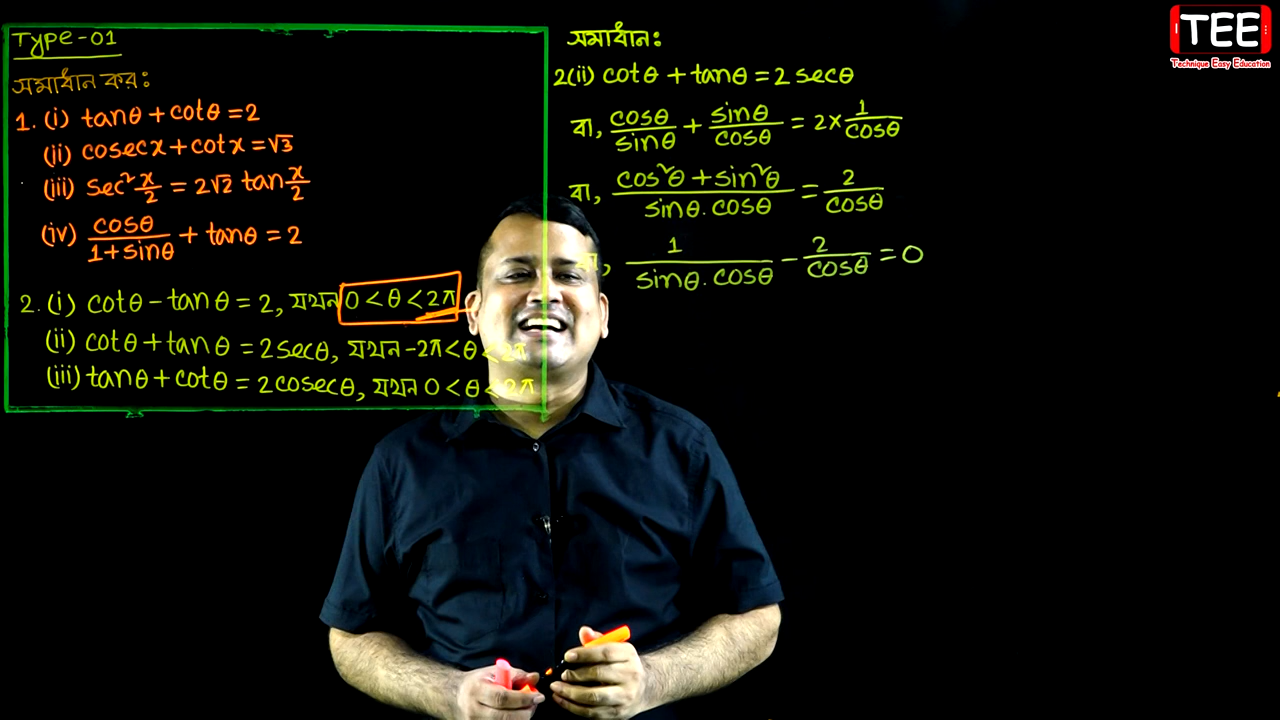 Type-01
সমাধান কর:
1. (i) tanθ + cotθ = 2
(ii) cosecx + cotx = √3
(iii) sec² x/2 = 2√2 tan x/2
(iv) cosθ/1+sinθ + tanθ = 2
2. (i) cotθ - tanθ = 2, যখন 0 < θ < 2π
(ii) cotθ + tanθ = 2secθ, যখন -2π < θ < 2π
(iii) tanθ + cotθ = 2cosecθ, যখন 0 < θ < 2π
সমাধান:
2(ii) cotθ + tanθ = 2 secθ
বা, cosθ/sinθ + sinθ/cosθ = 2 × 1/cosθ
বা, cos²θ + sin²θ/sinθ. cosθ = 2/cosθ
বা, 1/sinθ. cosθ - 2/cosθ = 0
TEE
Technique Easy Education